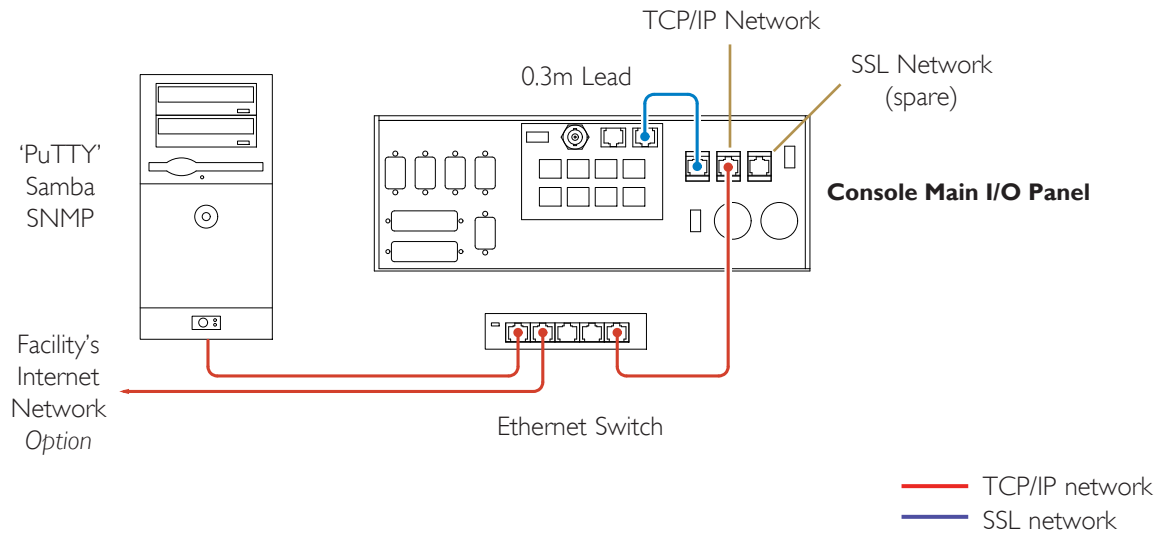 TCP/IP Network
0.3m Lead
SSL Network
(spare)
'PuTTY'
Samba
SNMP
Console Main I/O Panel
Facility's
Internet
Network
Option
Ethernet Switch
TCP/IP network
SSL network